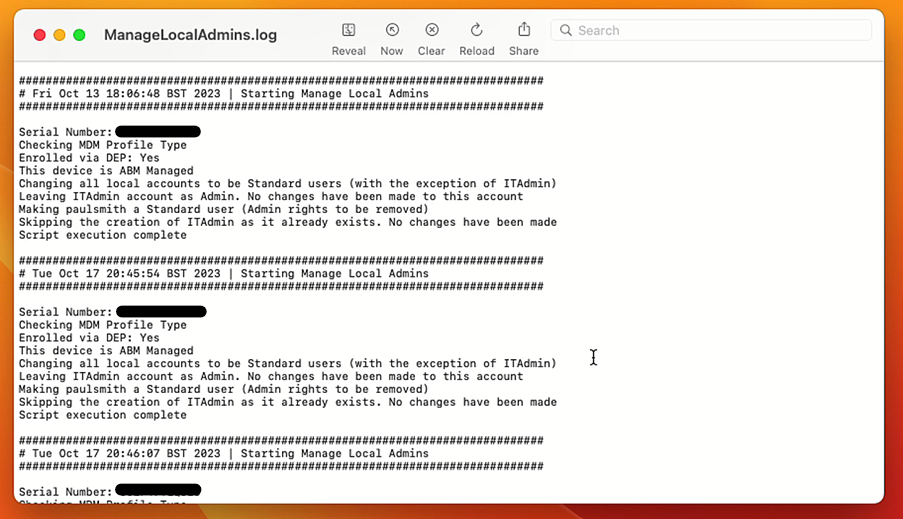 ManageLocalAdmins.log
Reveal
Now
Clear
Reload
Share
Search
##############################################################################
# Fri Oct 13 18:06:48 BST 2023 | Starting Manage Local Admins
##############################################################################
Serial Number:
Checking MDM Profile Type
Enrolled via DEP: Yes
This device is ABM Managed
Changing all local accounts to be Standard users (with the exception of ITAdmin)
Leaving ITAdmin account as Admin. No changes have been made to this account
Making paulsmith a Standard user (Admin rights to be removed)
Skipping the creation of ITAdmin as it already exists. No changes have been made
Script execution complete
##############################################################################
# Tue Oct 17 20:45:54 BST 2023 | Starting Manage Local Admins
##############################################################################
Serial Number:
Checking MDM Profile Type
Enrolled via DEP: Yes
This device is ABM Managed
Changing all local accounts to be Standard users (with the exception of ITAdmin)
Leaving ITAdmin account as Admin. No changes have been made to this account
Making paulsmith a Standard user (Admin rights to be removed)
Skipping the creation of ITAdmin as it already exists. No changes have been made
Script execution complete
##############################################################################
# Tue Oct 17 20:46:07 BST 2023 | Starting Manage Local Admins
##############################################################################
Serial Number:
Checking MDM Profile Type